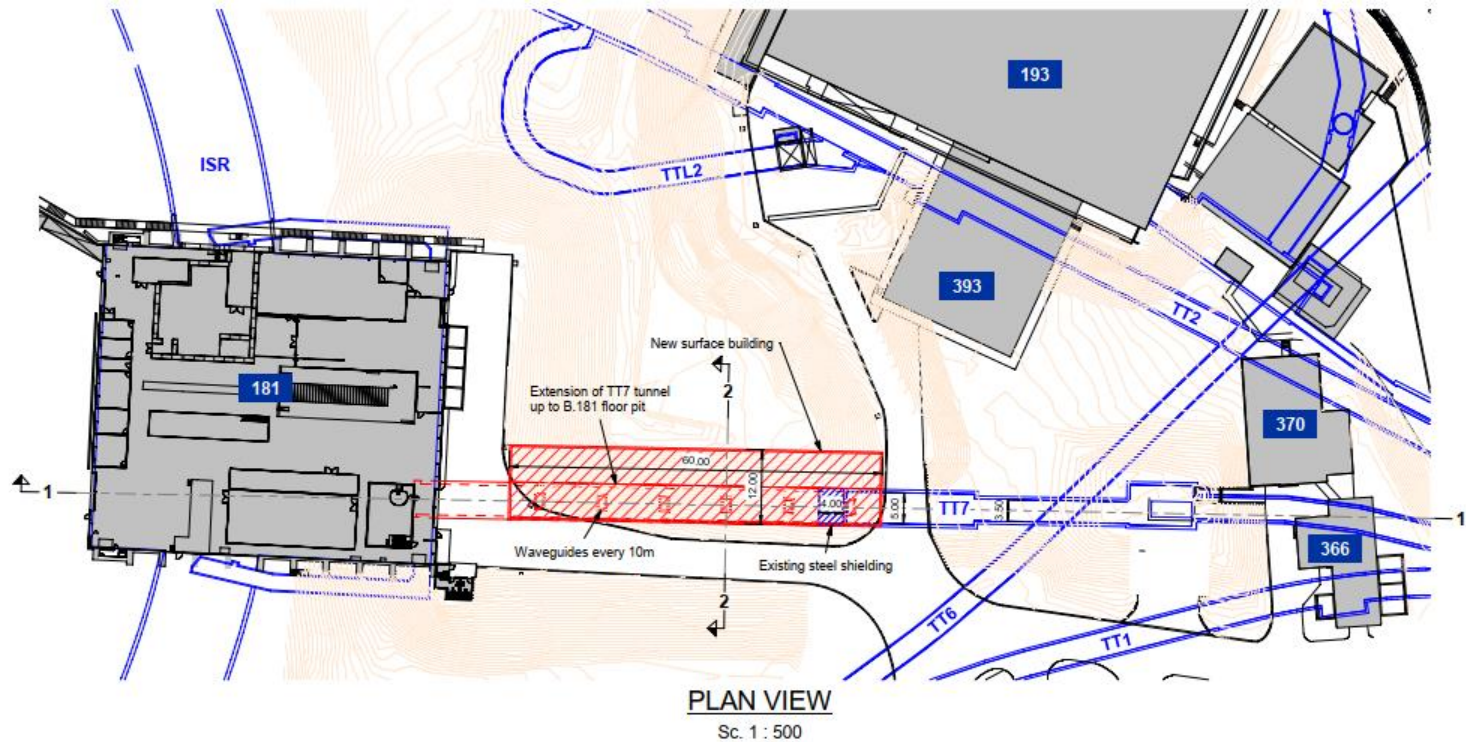 193
ISR
TTL2
393
TT2
New surface building
2
181
Extension of TT7 tunnel
up to B.181 floor pit
370
60.00
12.00
1
4.00
5.00
TT7
3.50
1
Waveguides every 10m
Existing steel shielding
366
2
TT6
TT1
PLAN VIEW
Sc. 1 : 500